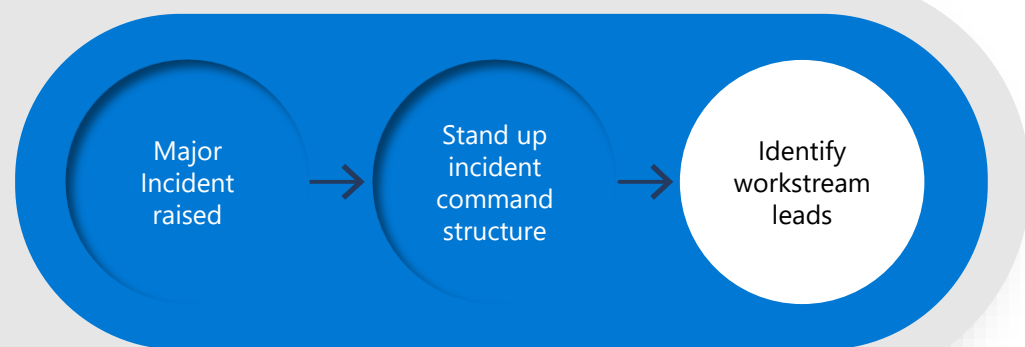 Major
Incident
raised
Stand up
incident
command
structure
Identify
workstream
leads